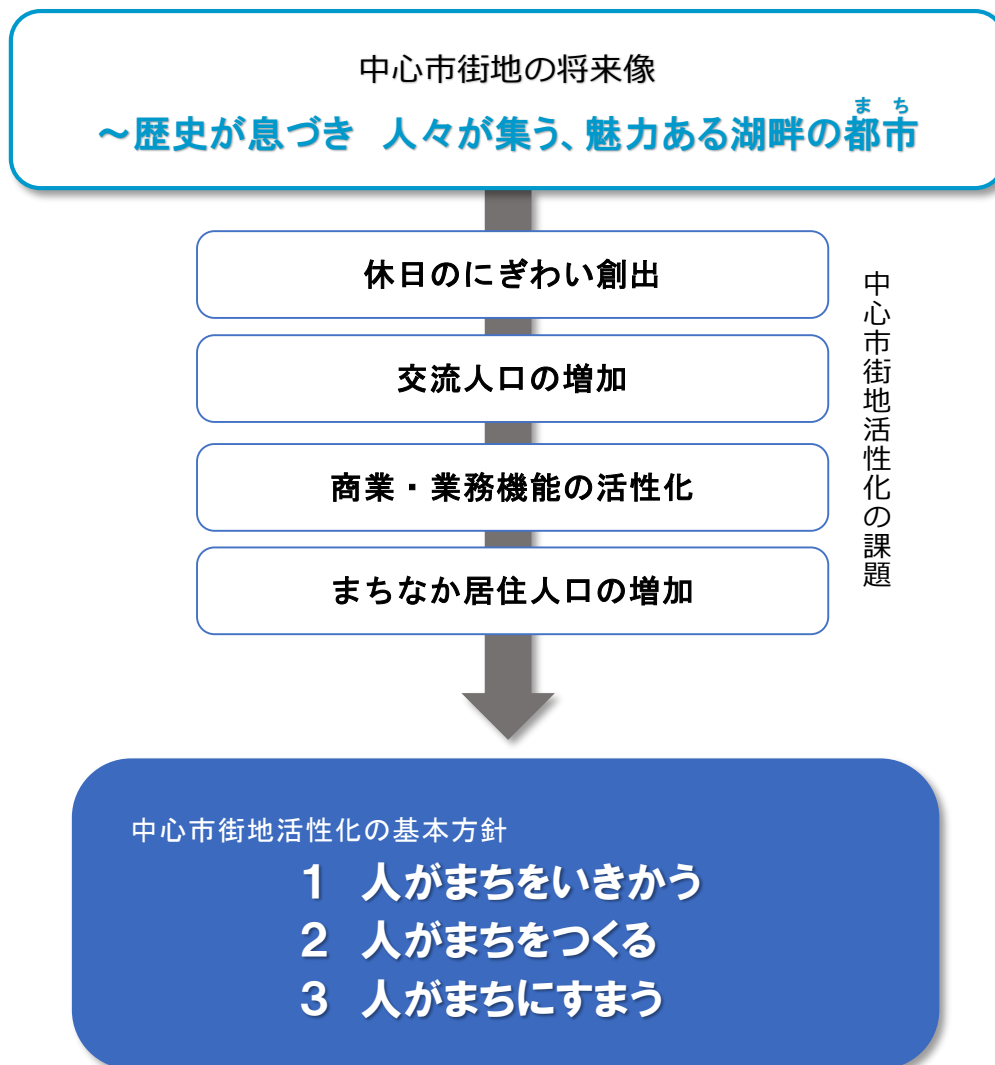 中心市街地の将来像
まち
～歴史が息づき　人々が集う、魅力ある湖畔の都市
休日のにぎわい創出
交流人口の増加
商業・業務機能の活性化
まちなか居住人口の増加
中心市街地活性化の課題
中心市街地活性化の基本方針
1　人がまちをいきかう
2　人がまちをつくる
3　人がまちにすまう